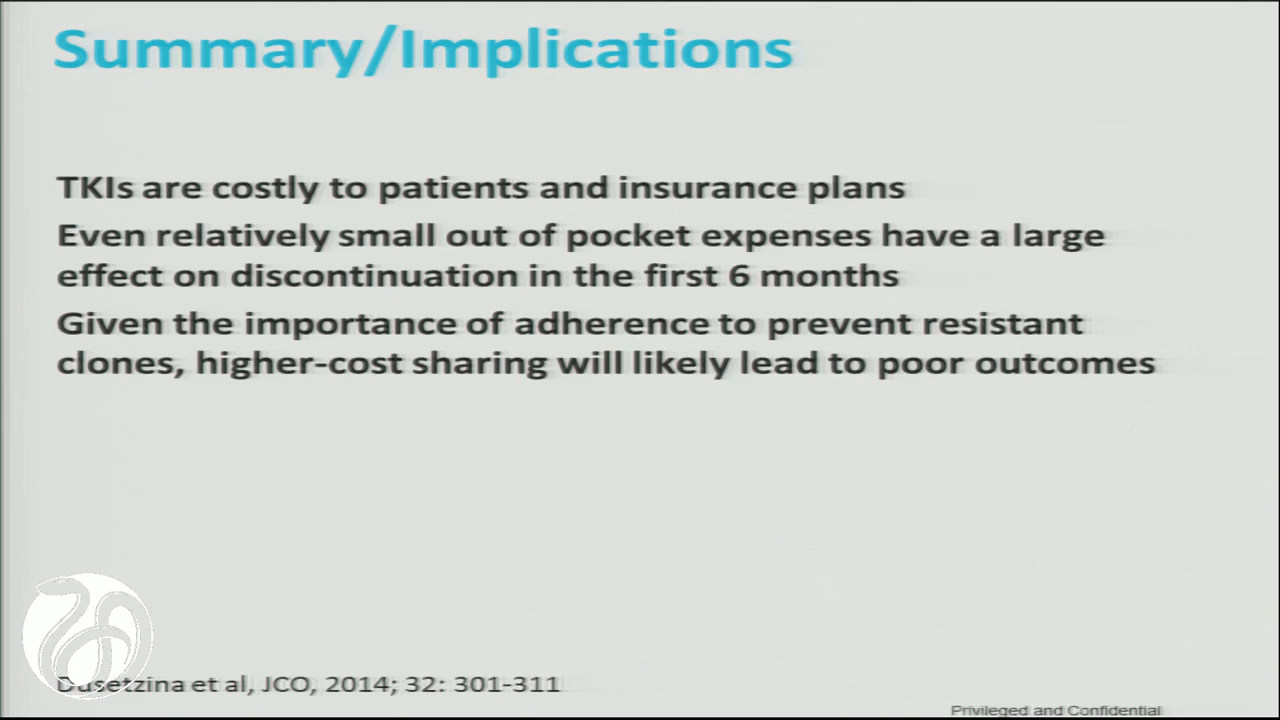 Summary/Implications
TKIs are costly to patients and insurance plans
Even relatively small out of pocket expenses have a large
effect on discontinuation in the first 6 months
Given the importance of adherence to prevent resistant
clones, higher-cost sharing will likely lead to poor outcomes
Dusetzina et al, JCO, 2014; 32: 301-311
Privileged and Confidential